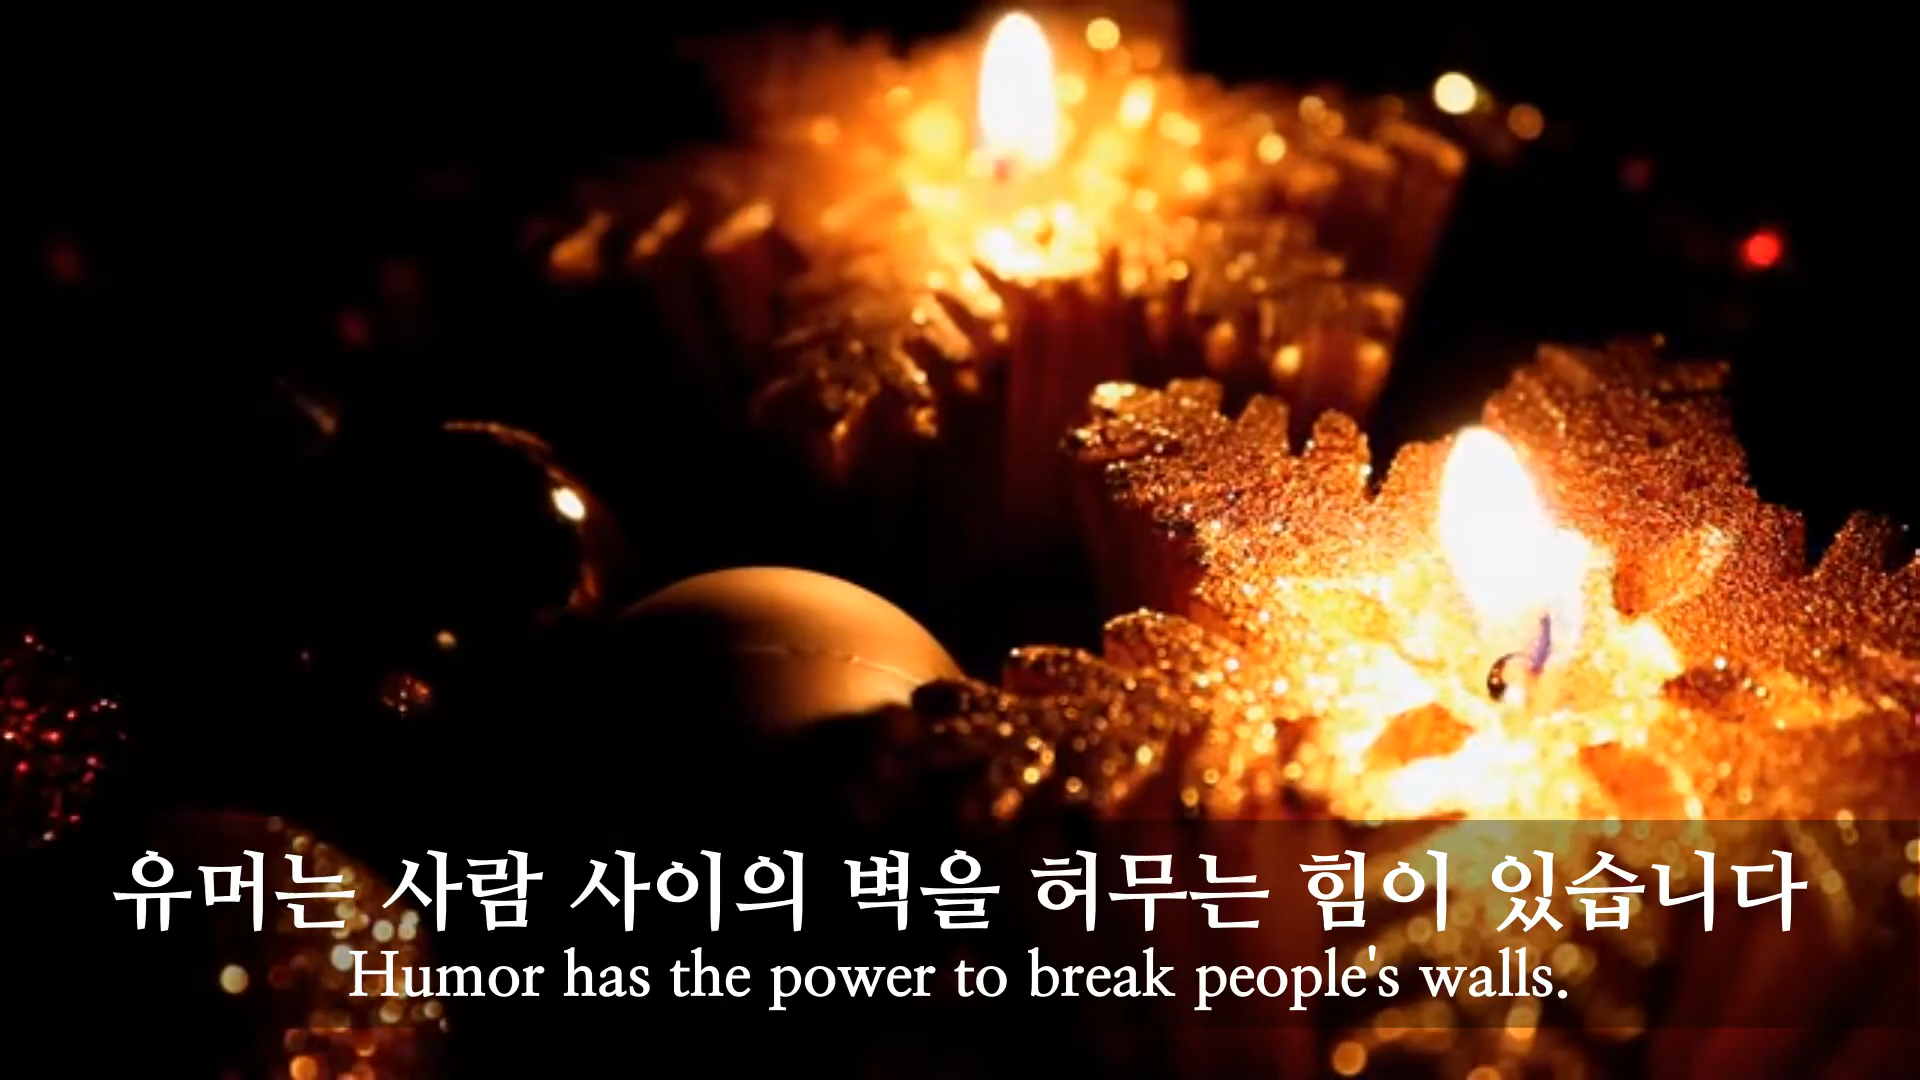 유머는 사람 사이의 벽을 허무는 힘이 있습니다
Humor has the power to break people's walls.